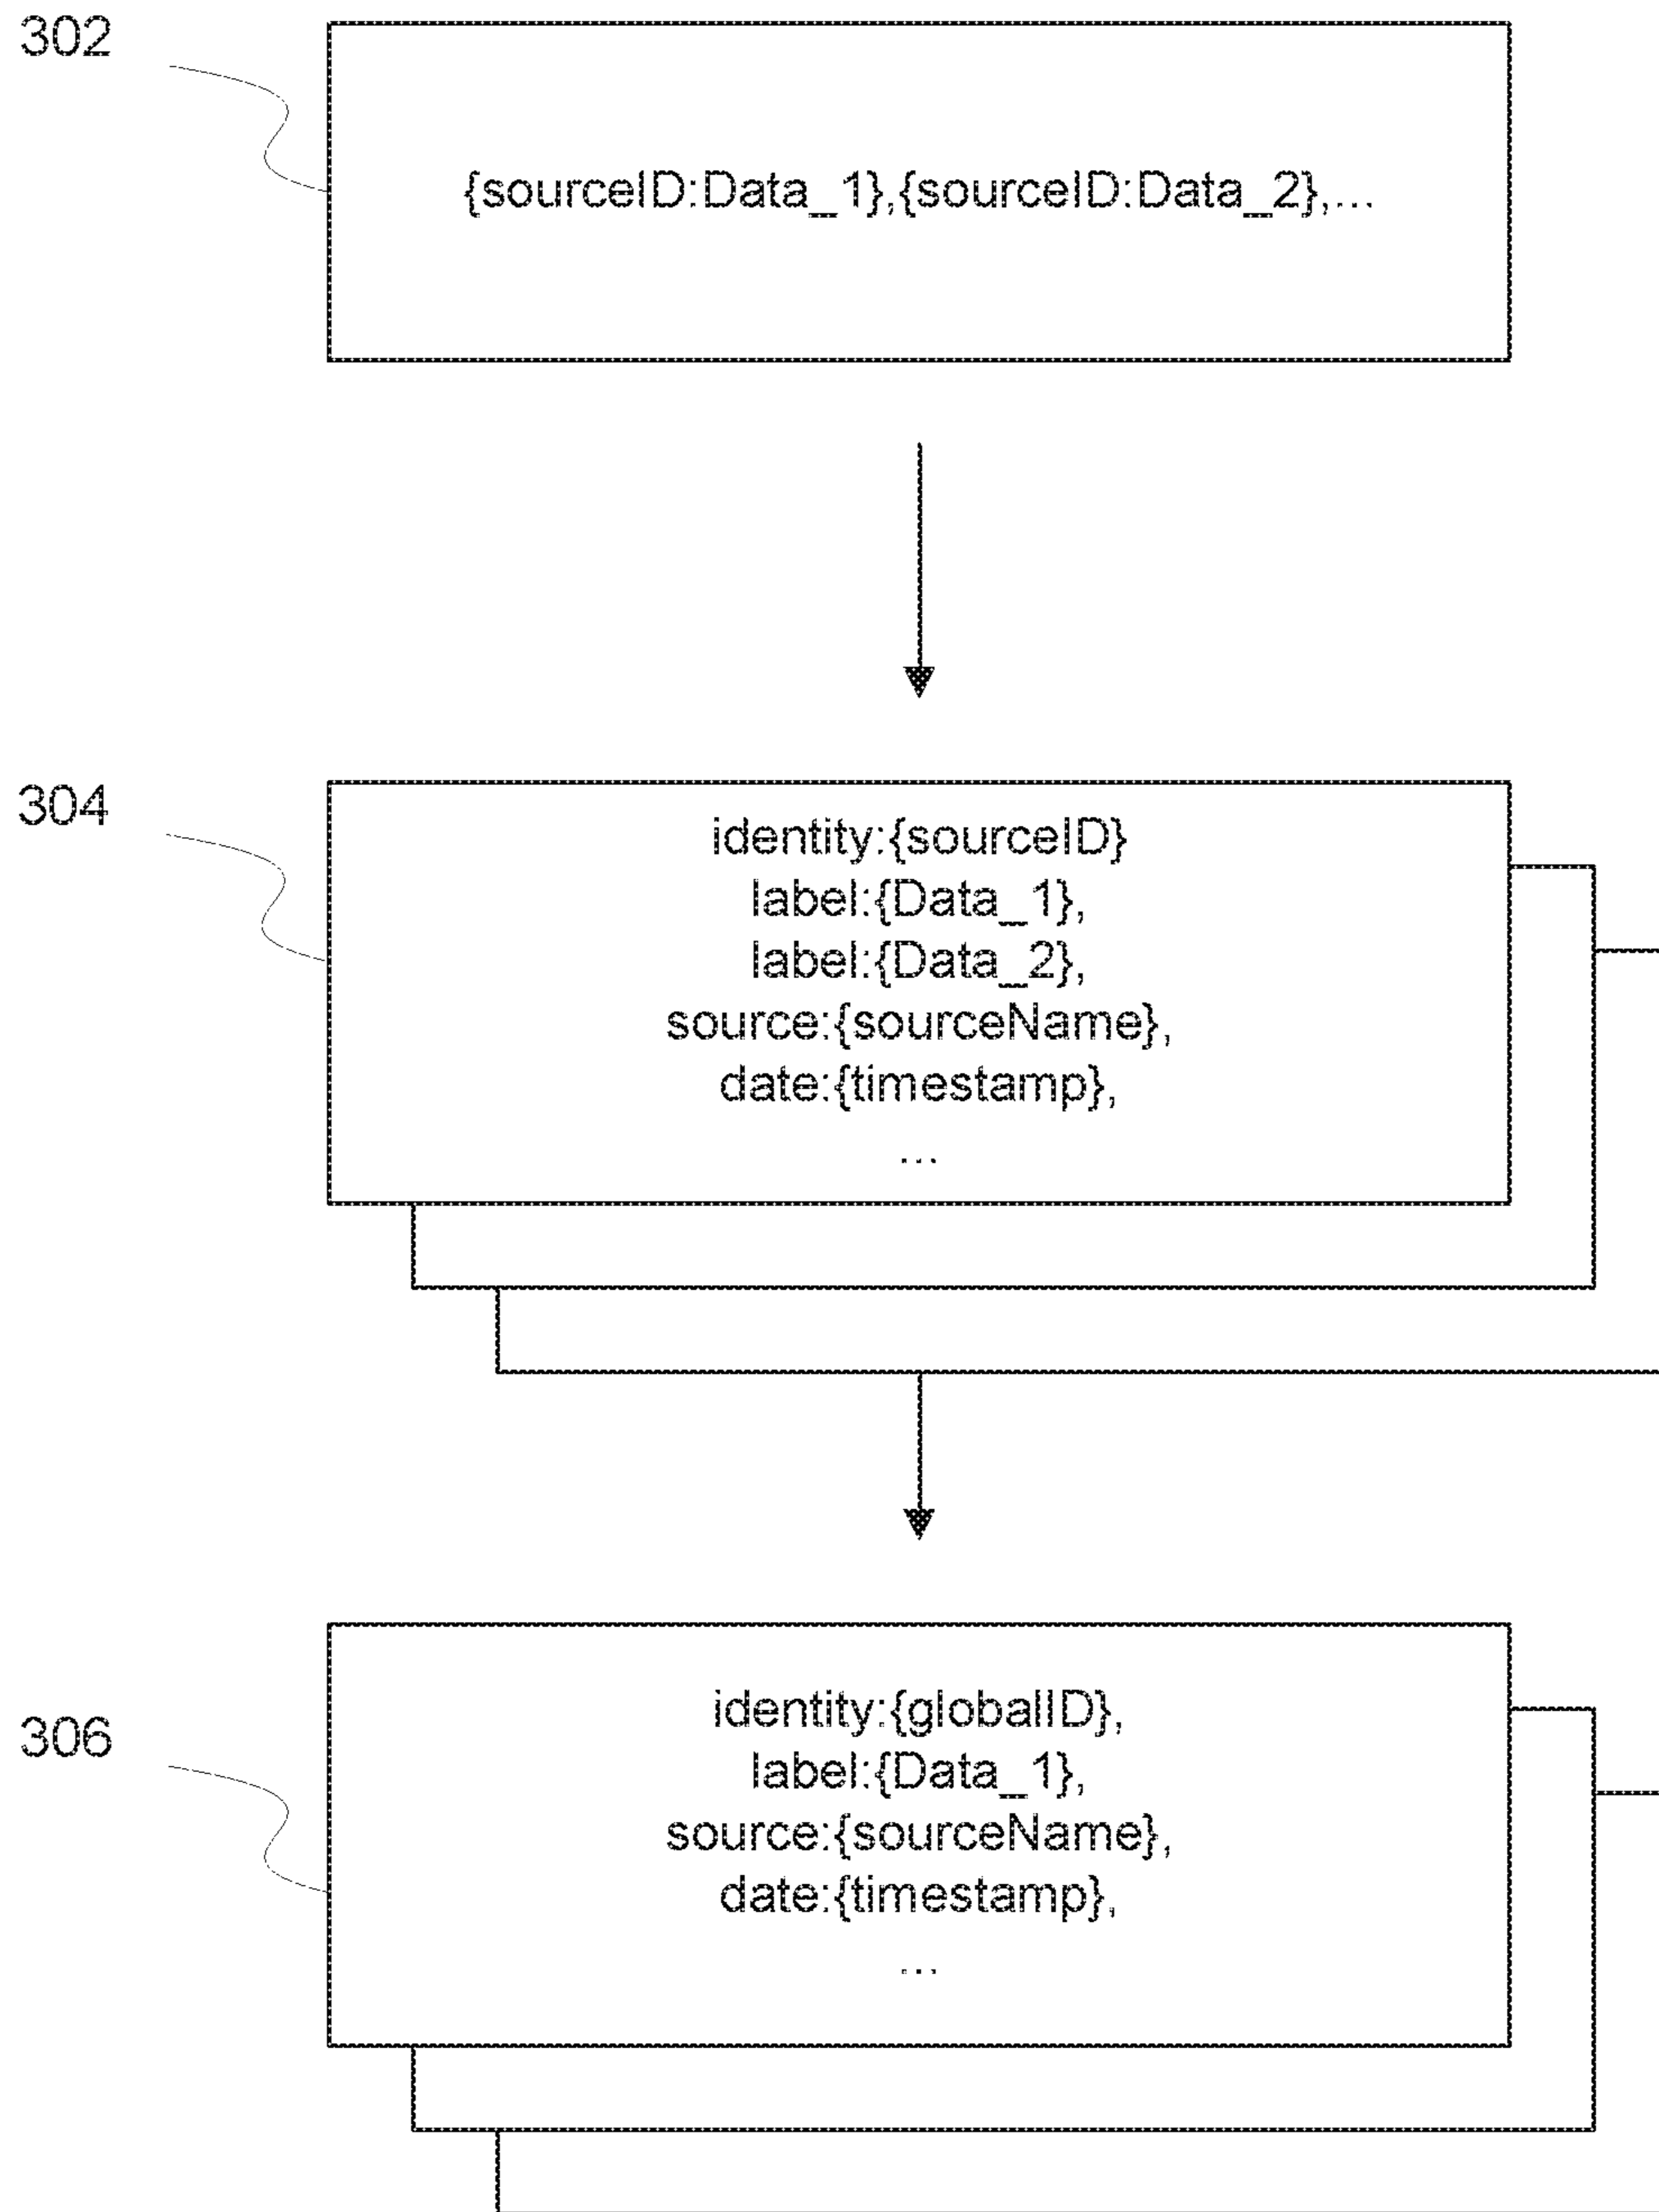 302
{sourceID:Data_1},{sourceID:Data_2},...
304
identity:{sourceID}
label:{Data_1},
label:{Data_2},
source:{sourceName},
date:{timestamp},
...
306
identity:{globalID},
label:{Data_1},
source:{sourceName},
date:{timestamp},
...